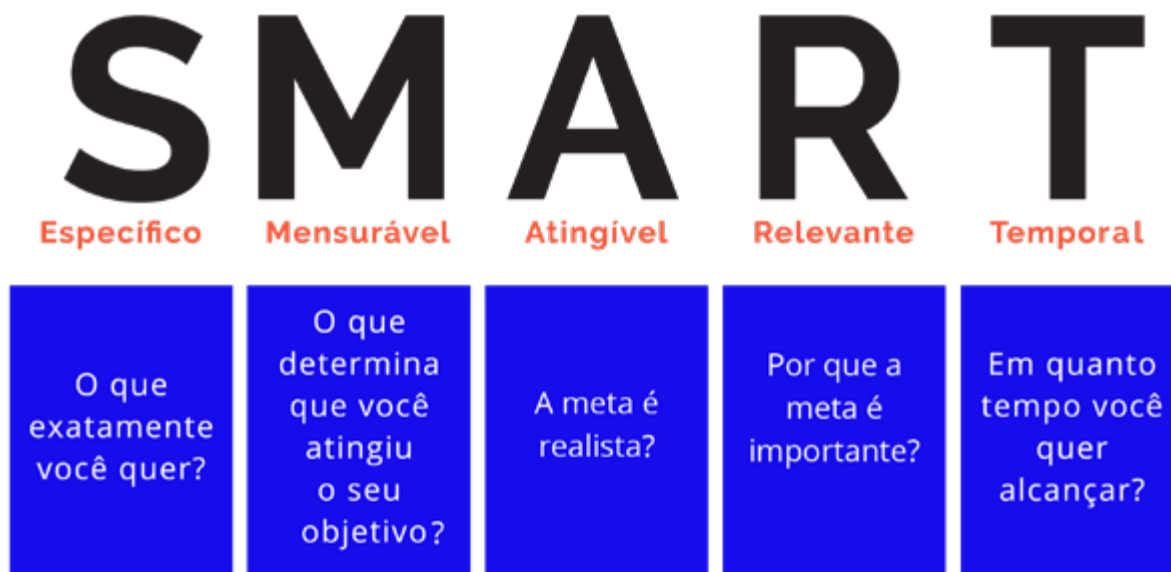 SMART
Específico
Mensurável
Atingível
Relevante
Temporal
O que
exatamente
você quer?
O que
determina
que você
atingiu
o seu
objetivo?
A meta é
realista?
Por que a
meta é
importante?
Em quanto
tempo você
quer
alcançar?